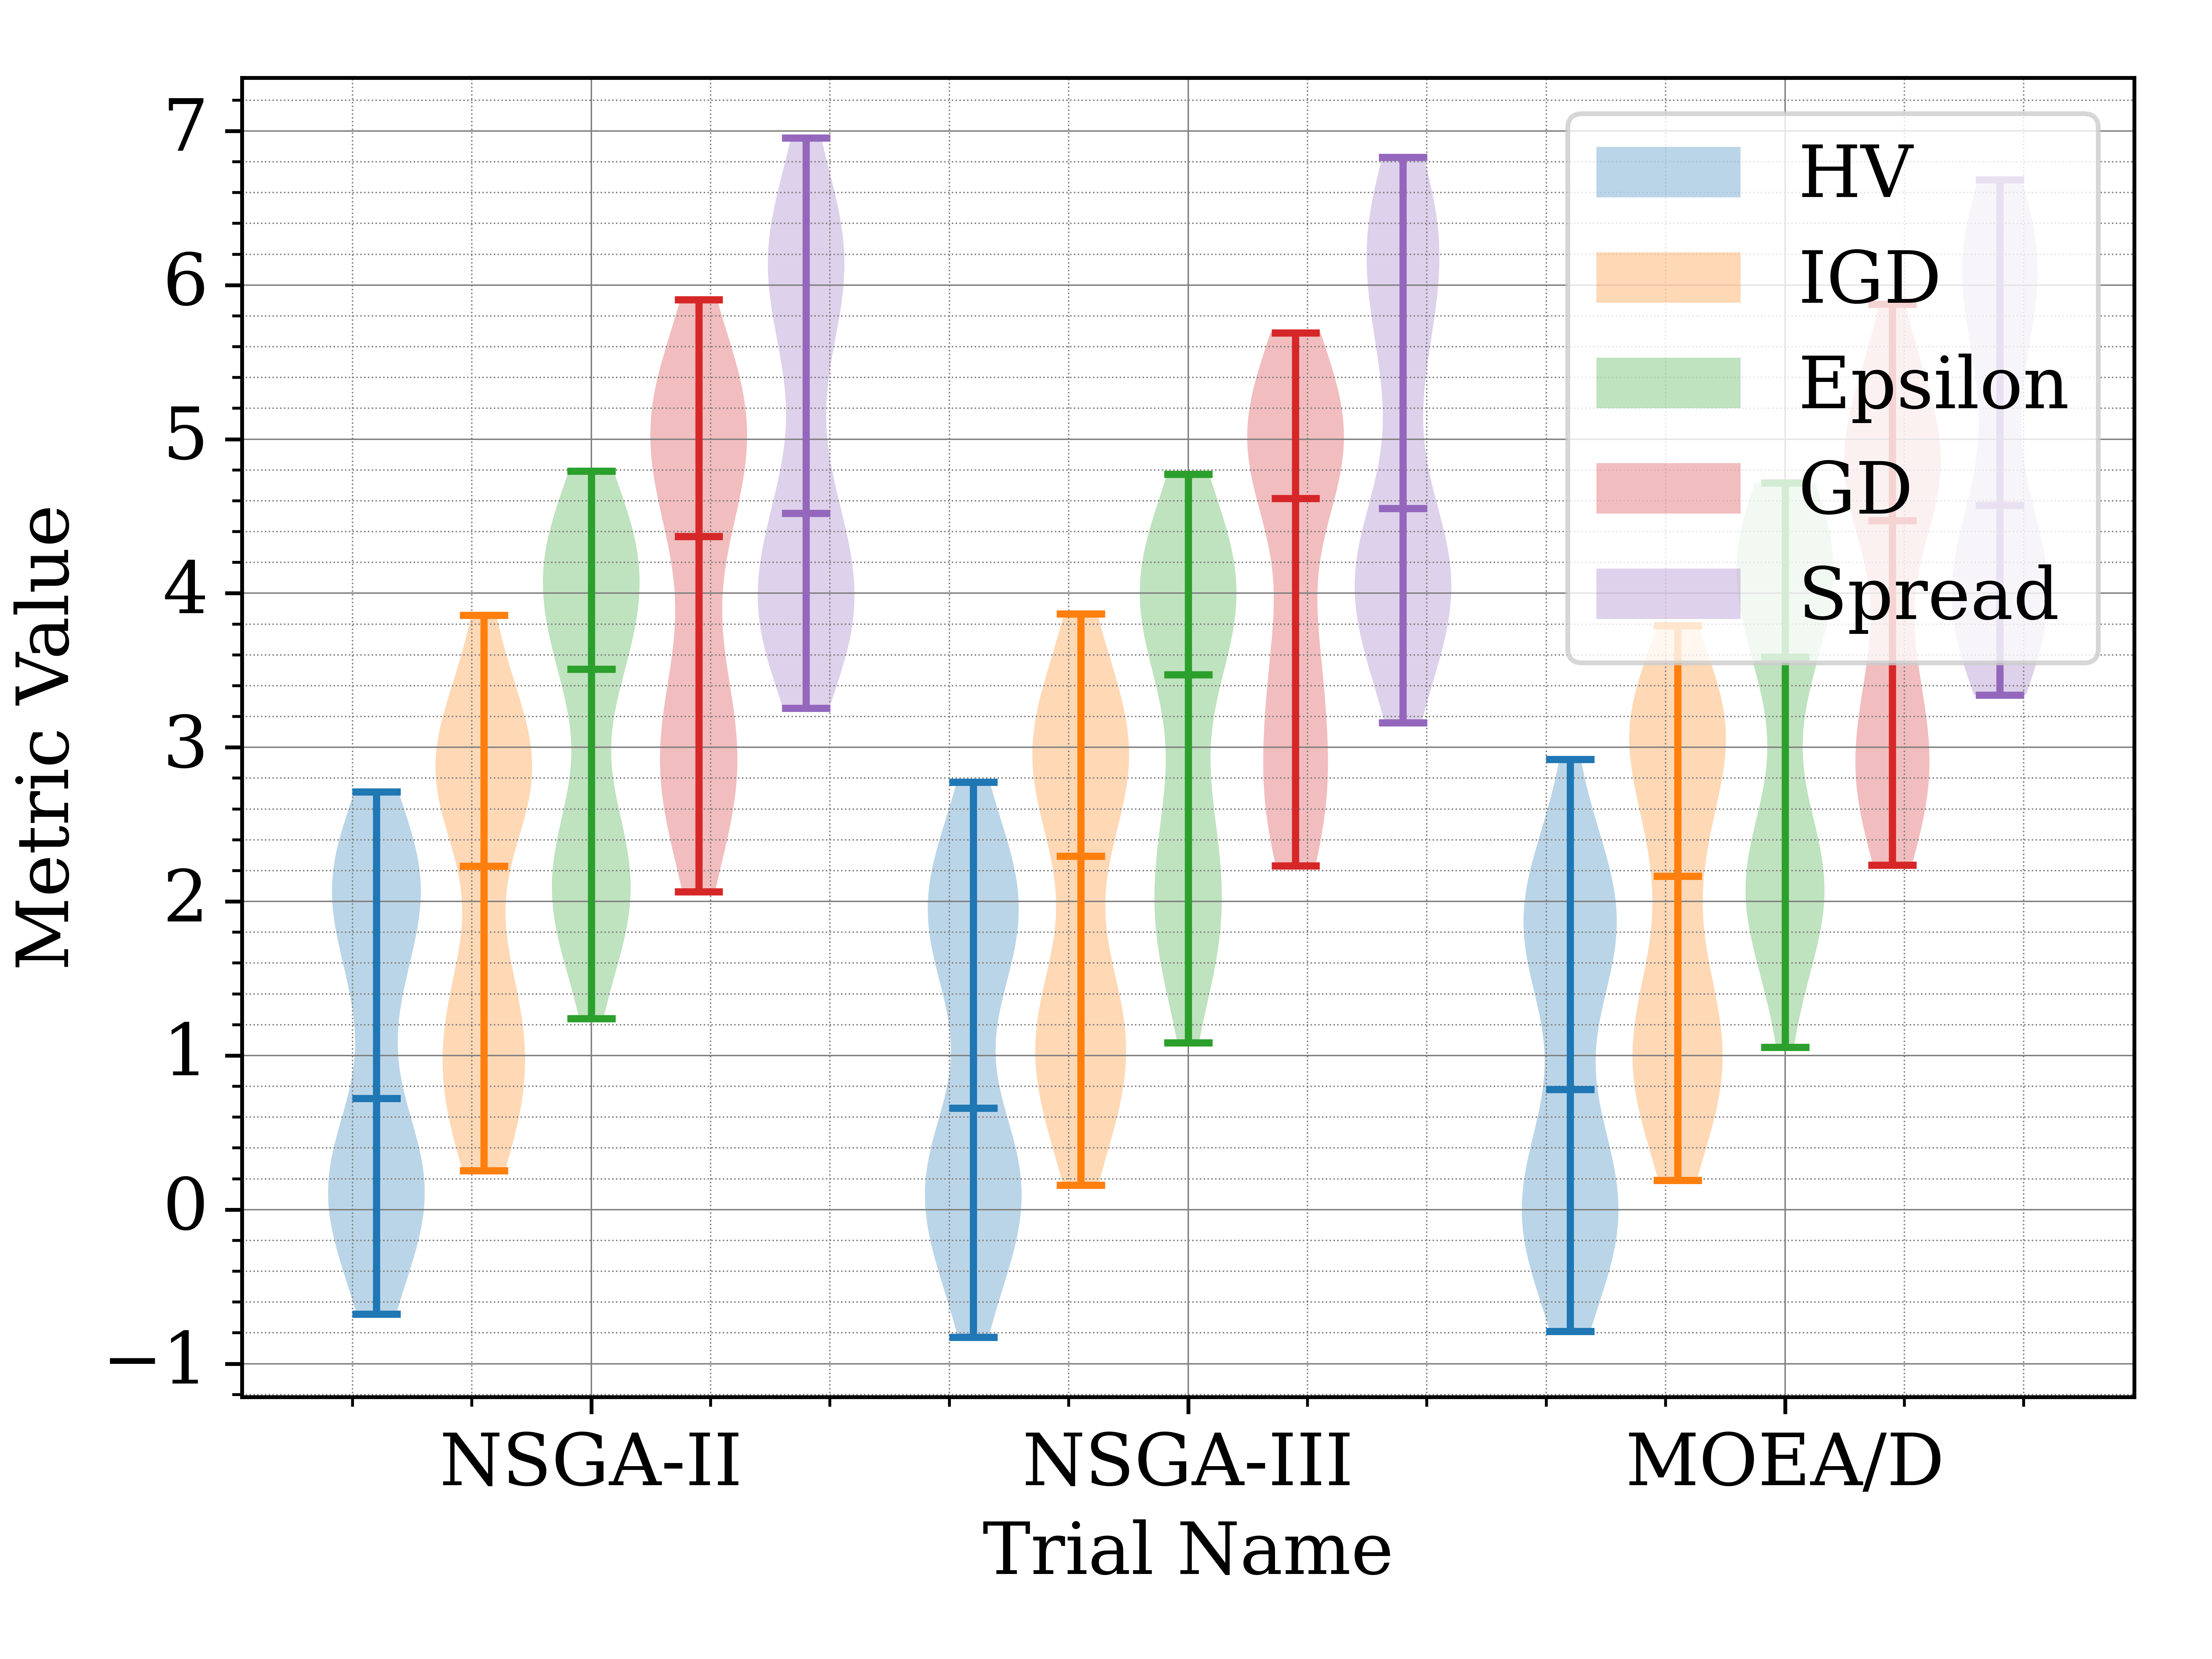 7
6
5
4
3
2
1
0
−1
Metric Value
HV
IGD
Epsilon
GD
Spread
NSGA-II
NSGA-III
MOEA/D
Trial Name